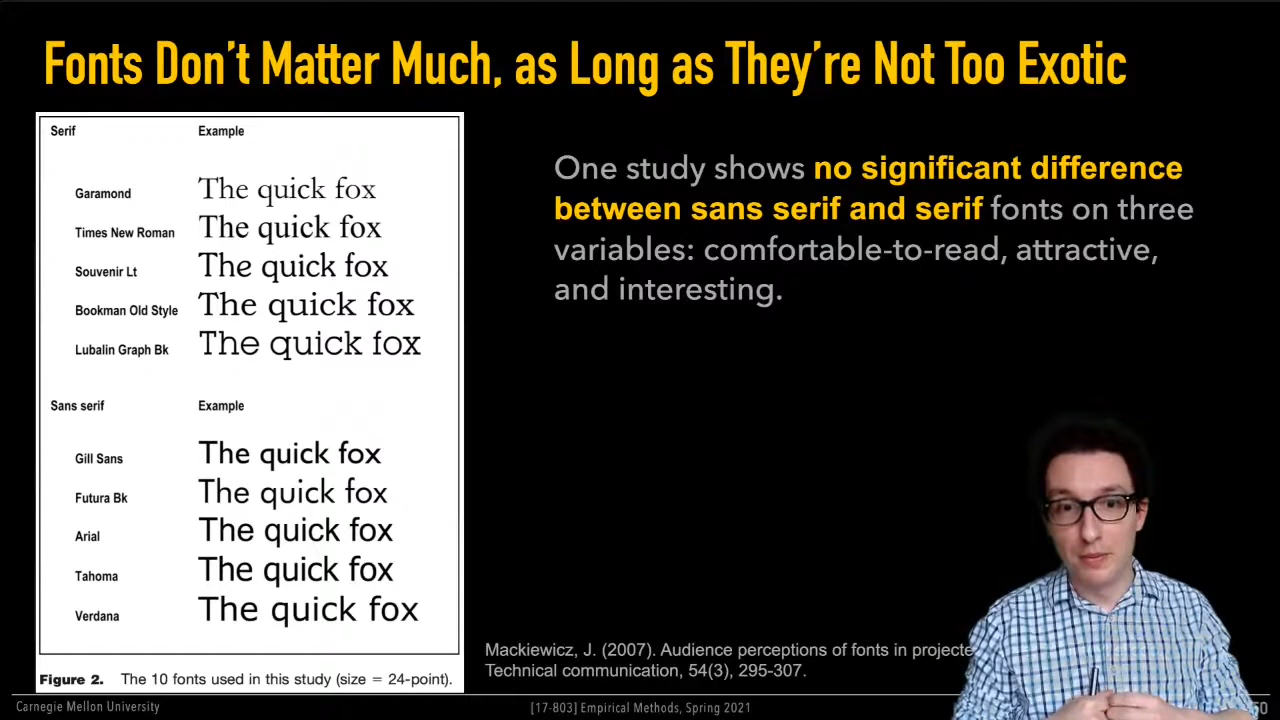 Fonts Don't Matter Much, as Long as They're Not Too Exotic
Serif Example
Garamond The quick fox
Times New Roman The quick fox
Souvenir Lt The quick fox
Bookman Old Style The quick fox
Lubalin Graph Bk The quick fox
Sans serif Example
Gill Sans The quick fox
Futura Bk The quick fox
Arial The quick fox
Tahoma The quick fox
Verdana The quick fox
Figure 2. The 10 fonts used in this study (size = 24-point).
One study shows no significant difference
between sans serif and serif fonts on three
variables: comfortable-to-read, attractive,
and interesting.
Mackiewicz, J. (2007). Audience perceptions of fonts in
Technical communication, 54(3), 295-307.
Carnegie Mellon University
[17-803] Empirical Methods, Spring 2021